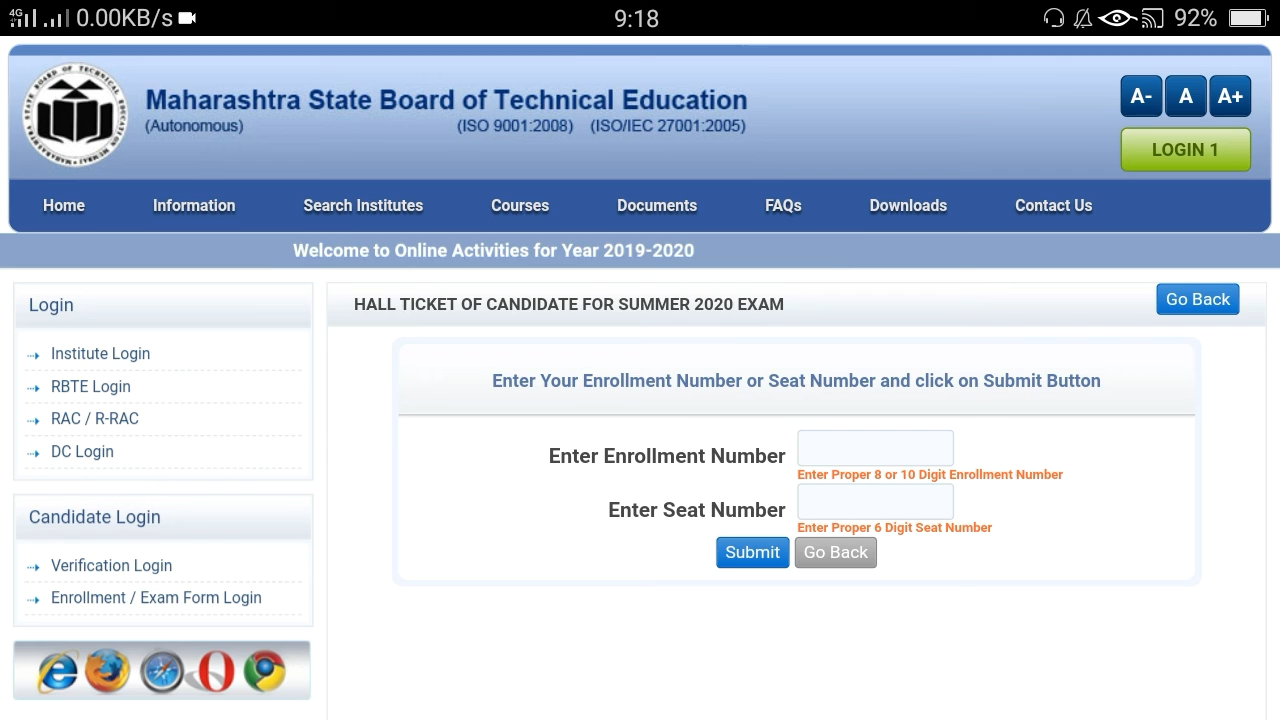 4G 0.00KB/s 9:18 92%
Maharashtra State Board of Technical Education
(Autonomous) (ISO 9001:2008) (ISO/IEC 27001:2005)
A- A A+
LOGIN 1
Home Information Search Institutes Courses Documents FAQs Downloads Contact Us
Welcome to Online Activities for Year 2019-2020
Login
Institute Login
RBTE Login
RAC / R-RAC
DC Login
Candidate Login
Verification Login
Enrollment / Exam Form Login
HALL TICKET OF CANDIDATE FOR SUMMER 2020 EXAM
Go Back
Enter Your Enrollment Number or Seat Number and click on Submit Button
Enter Enrollment Number
Enter Proper 8 or 10 Digit Enrollment Number
Enter Seat Number
Enter Proper 6 Digit Seat Number
Submit Go Back